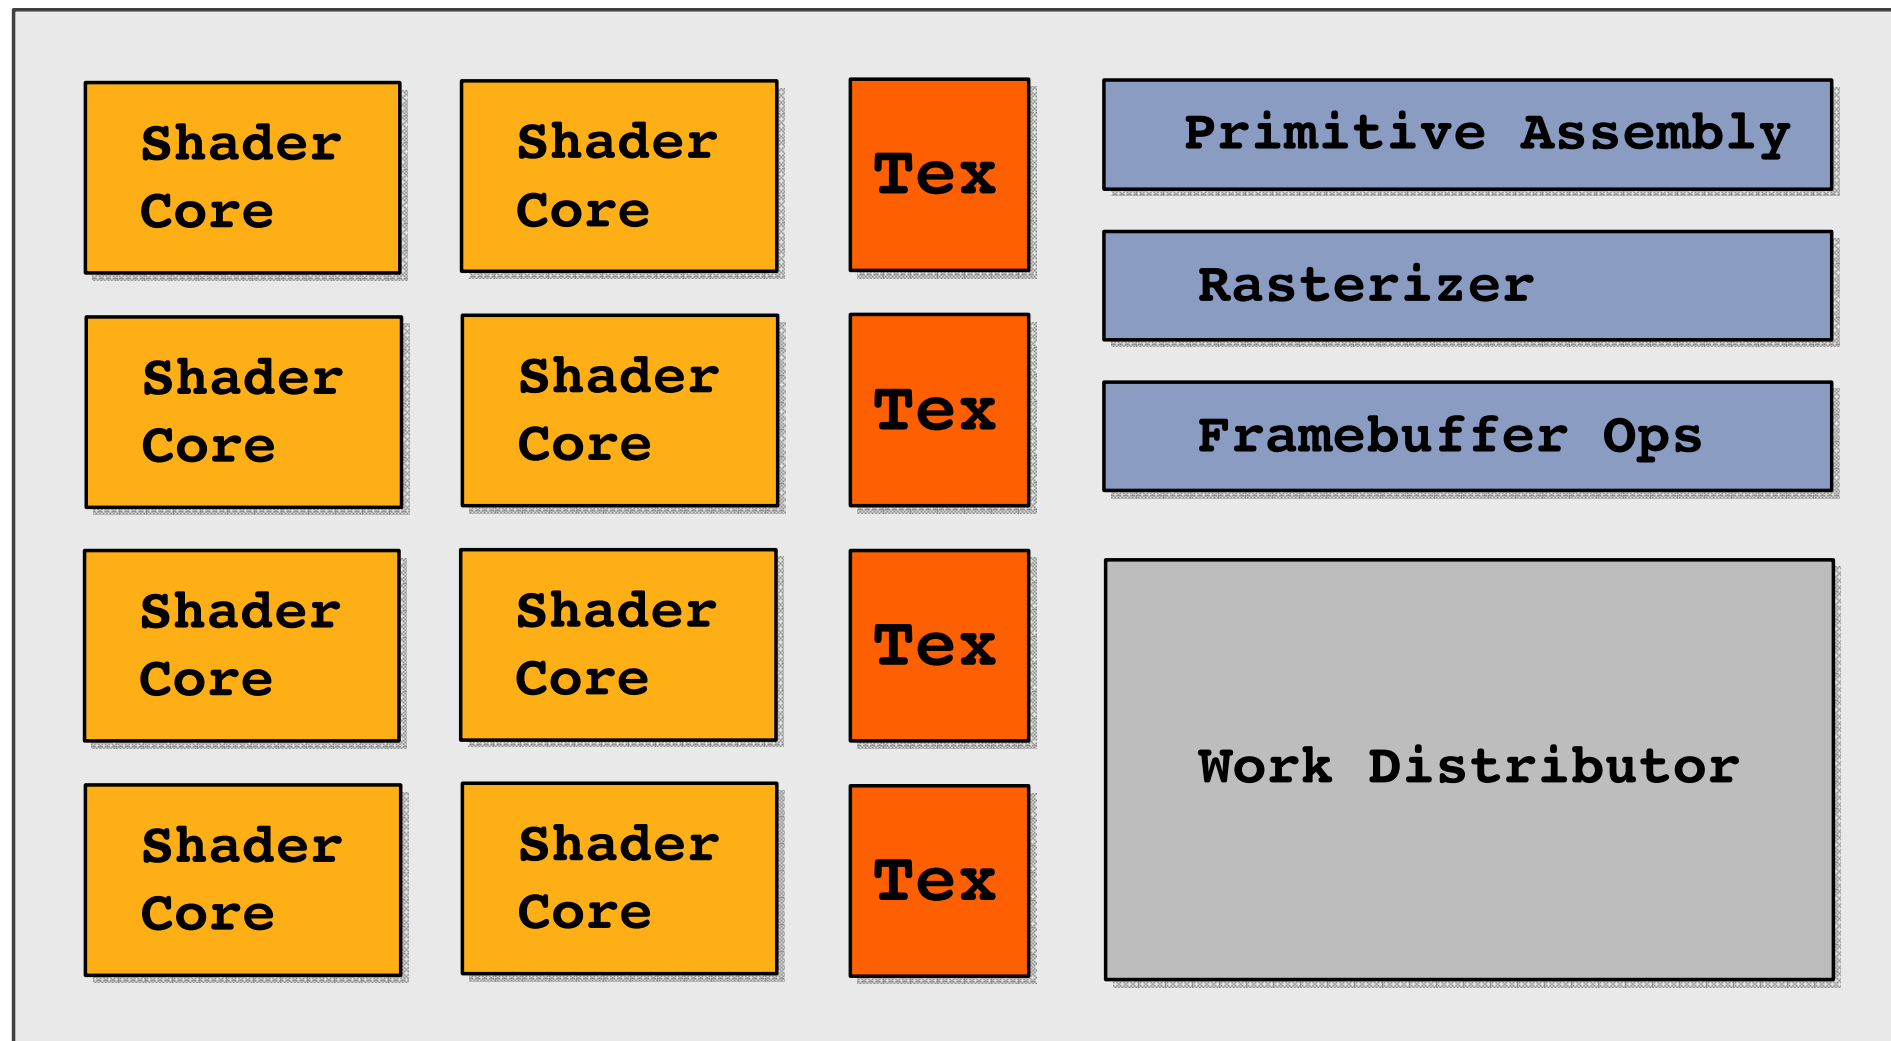 Shader
Core
Shader
Core
Tex
Primitive Assembly
Rasterizer
Shader
Core
Shader
Core
Tex
Framebuffer Ops
Shader
Core
Shader
Core
Tex
Work Distributor
Shader
Core
Shader
Core
Tex